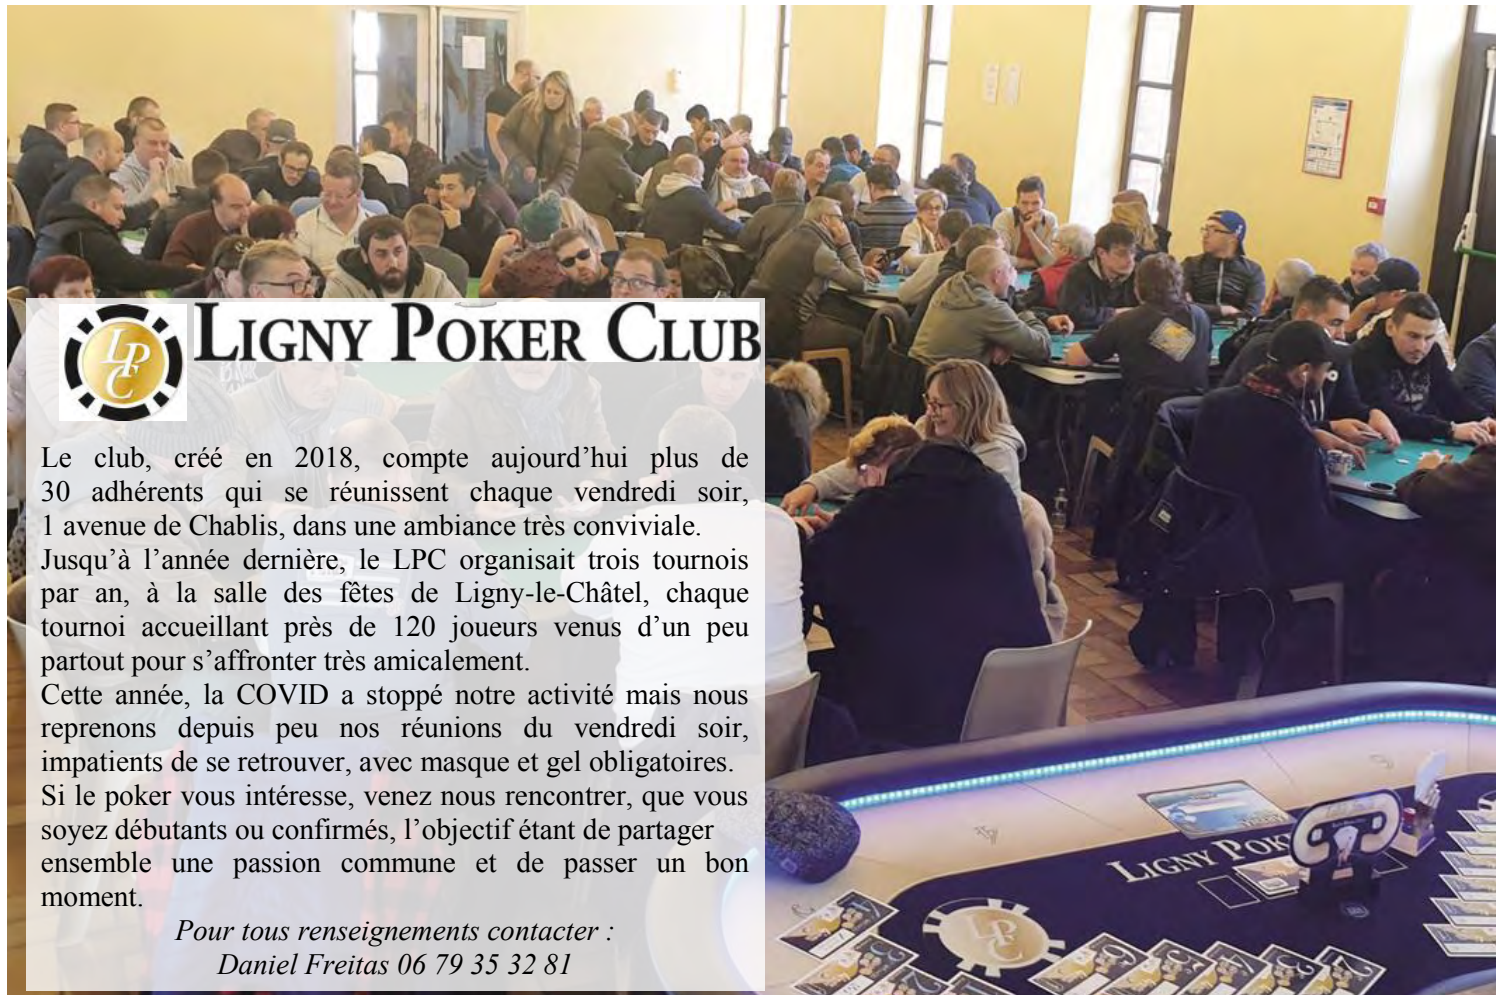 LPC
LIGNY POKER CLUB
Le club, créé en 2018, compte aujourd’hui plus de
30 adhérents qui se réunissent chaque vendredi soir,
1 avenue de Chablis, dans une ambiance très conviviale.
Jusqu’à l’année dernière, le LPC organisait trois tournois
par an, à la salle des fêtes de Ligny-le-Châtel, chaque
tournoi accueillant près de 120 joueurs venus d’un peu
partout pour s’affronter très amicalement.
Cette année, la COVID a stoppé notre activité mais nous
reprenons depuis peu nos réunions du vendredi soir,
impatients de se retrouver, avec masque et gel obligatoires.
Si le poker vous intéresse, venez nous rencontrer, que vous
soyez débutants ou confirmés, l’objectif étant de partager
ensemble une passion commune et de passer un bon
moment.
Pour tous renseignements contacter :
Daniel Freitas 06 79 35 32 81
LIGNY POK
LPC